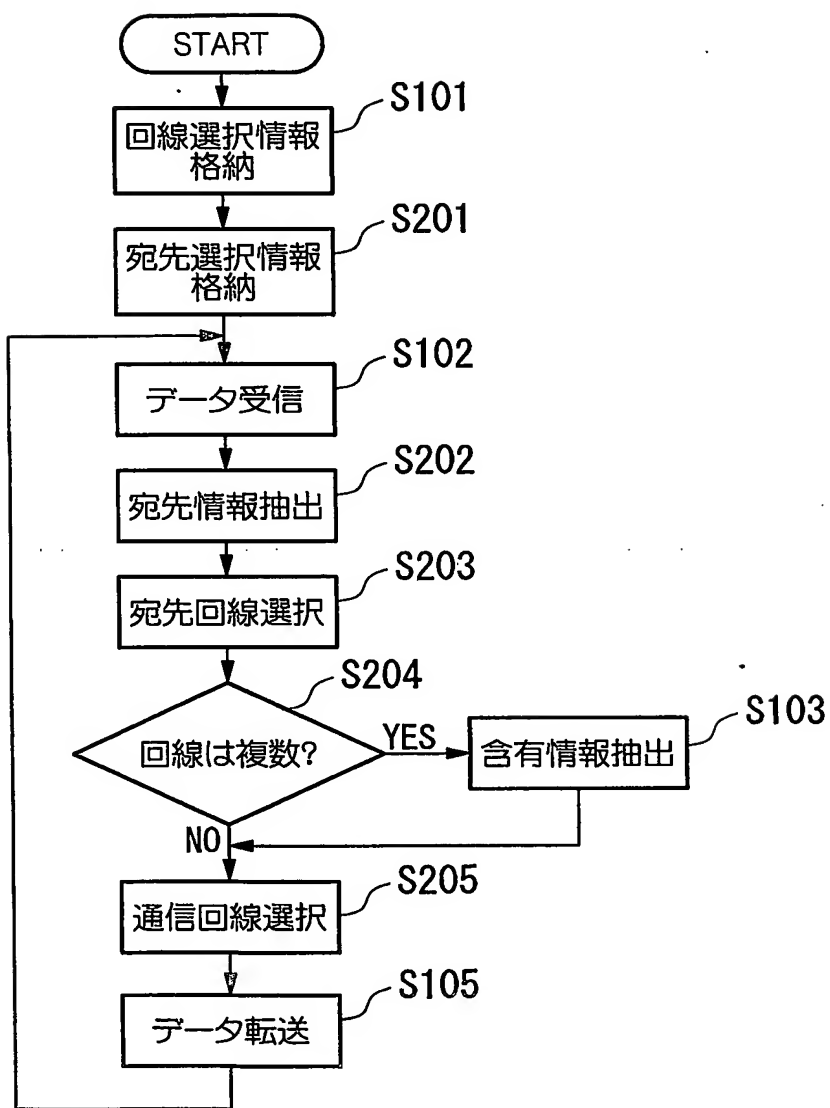 START
S101
回線選択情報
格納
S201
宛先選択情報
格納
S102
データ受信
S202
宛先情報抽出
S203
宛先回線選択
S204
回線は複数?
YES
S103
含有情報抽出
NO
S205
通信回線選択
S105
データ転送